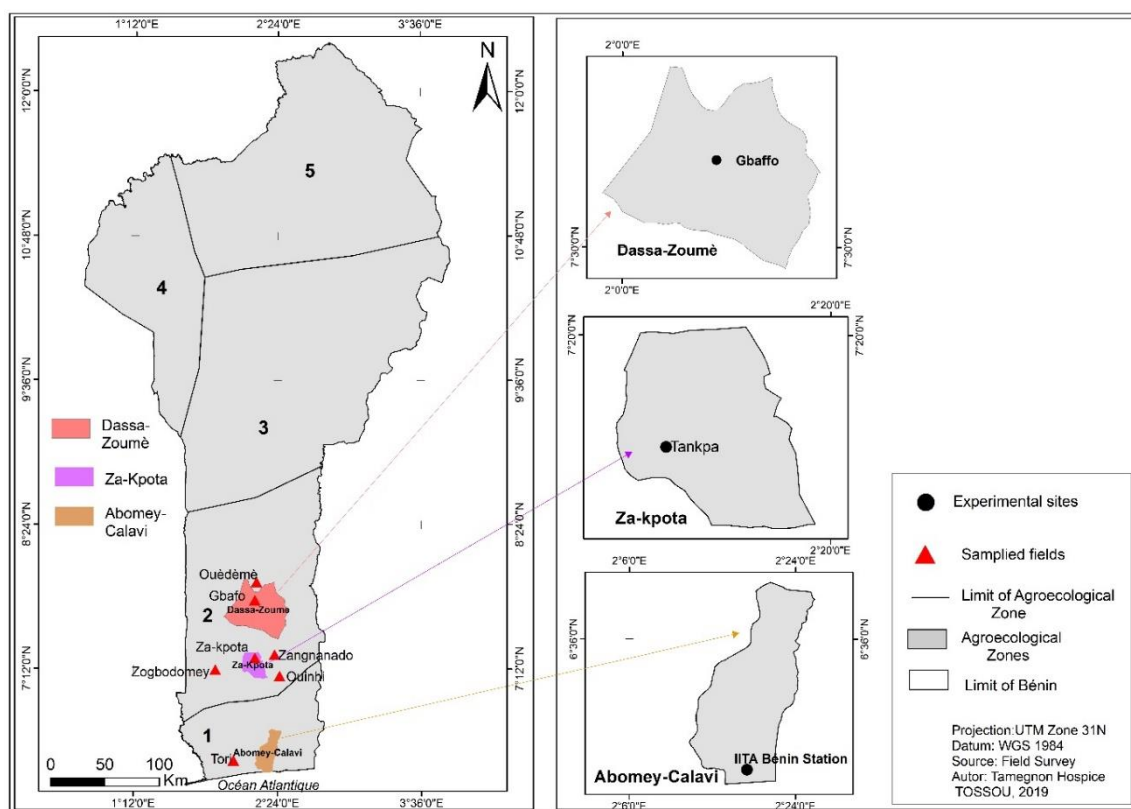 1°12'0"E
2°24'0"E
3°36'0"E
N
12°0'0"N
12°0'0"N
10°48'0"N
10°48'0"N
9°36'0"N
9°36'0"N
8°24'0"N
8°24'0"N
7°12'0"N
7°12'0"N
5
4
3
2
1
Dassa-
Zoumè
Za-Kpota
Abomey-
Calavi
Ouèdèmè
Gbafo
Dassa-Zoume
Za-kpota
Za-Kpota
Zangnanado
Zogbodomey
Ouinhi
Abomey-Calavi
Tori
Océan Atlantique
0 50 100
Km
1°12'0"E
2°24'0"E
3°36'0"E
2°0'0"E
Gbaffo
Dassa-Zoumè
7°30'0"N
7°30'0"N
2°0'0"E
2°20'0"E
7°20'0"N
7°20'0"N
Tankpa
Za-kpota
2°20'0"E
2°6'0"E
2°24'0"E
6°36'0"N
6°36'0"N
IITA Bénin Station
Abomey-Calavi
2°6'0"E
2°24'0"E
Experimental sites
Samplied fields
Limit of Agroecological
Zone
Agroecological
Zones
Limit of Bénin
Projection:UTM Zone 31N
Datum: WGS 1984
Source: Field Survey
Autor: Tamegnon Hospice
TOSSOU, 2019